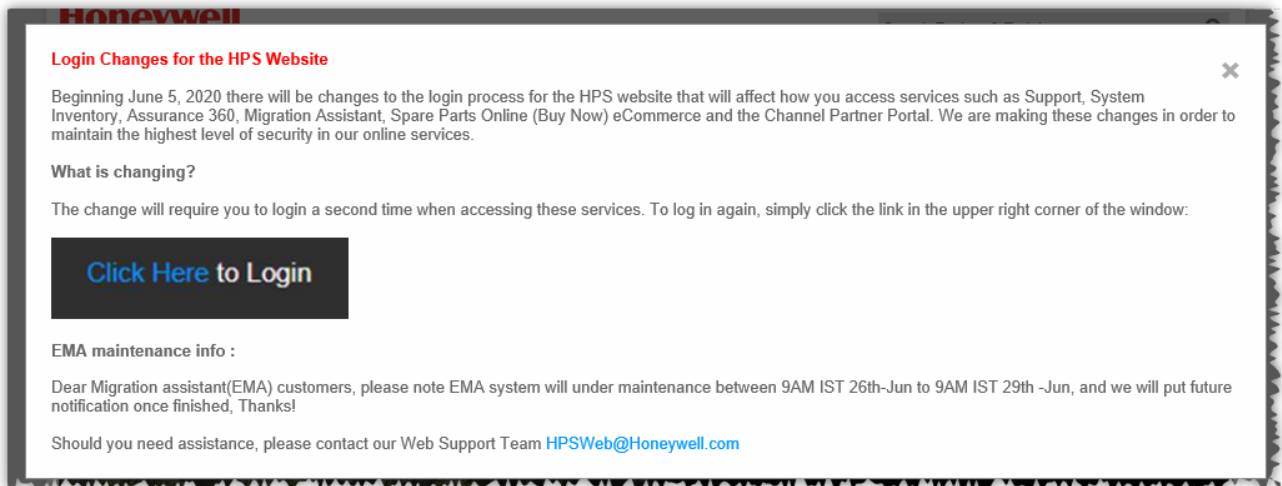 Honeywell
Login Changes for the HPS Website
Beginning June 5, 2020 there will be changes to the login process for the HPS website that will affect how you access services such as Support, System
Inventory, Assurance 360, Migration Assistant, Spare Parts Online (Buy Now) eCommerce and the Channel Partner Portal. We are making these changes in order to
maintain the highest level of security in our online services.
What is changing?
The change will require you to login a second time when accessing these services. To log in again, simply click the link in the upper right corner of the window:
Click Here to Login
EMA maintenance info :
Dear Migration assistant(EMA) customers, please note EMA system will under maintenance between 9AM IST 26th-Jun to 9AM IST 29th -Jun, and we will put future
notification once finished, Thanks!
Should you need assistance, please contact our Web Support Team HPSWeb@Honeywell.com